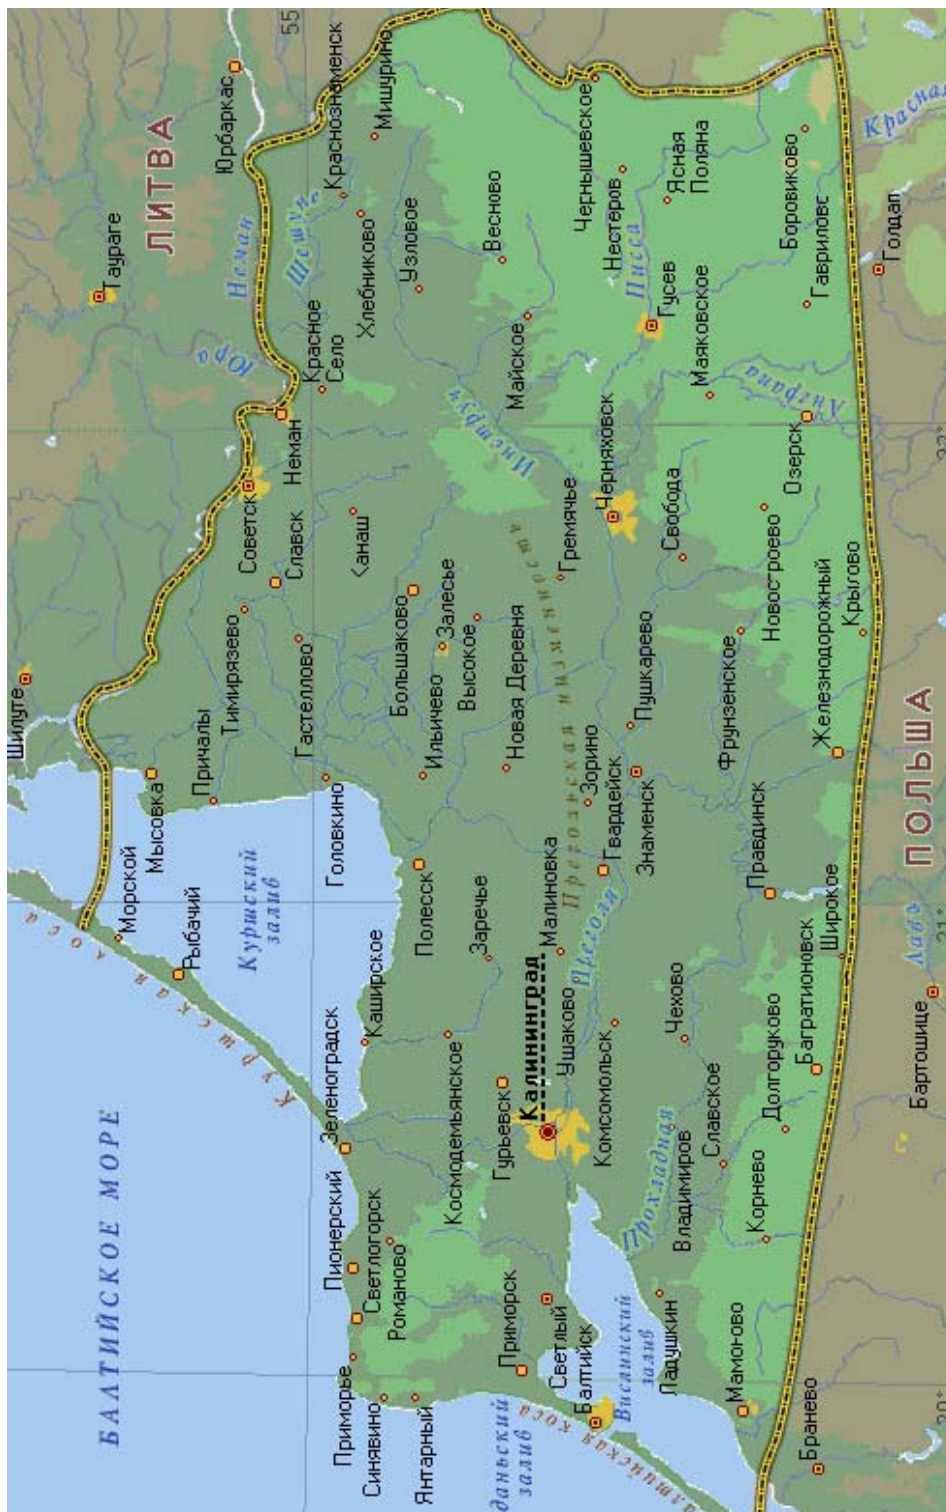 БАЛТИЙСКОЕ МОРЕ
ЛИТВА
ПОЛЬША
Шилуте
Таураге
Юрбаркас
55
Неман
Шешупе
Юра
Куршская коса
Куршский
залив
Морской
Рыбачий
Мысовка
Причалы
Тимирязево
Советск
Славск
Неман
Красное
Село
Краснознаменск
Мишурино
Хлебниково
Узловое
Гастеллово
Головкино
Большаково
Залесье
Высокое
Ильичево
Новая Деревня
Инструч
Весново
Майское
Зеленоградск
Каширское
Полесск
Заречье
Космодемьянское
Гурьевск
Калининград
Малиновка
Ушаково
Преголя
Прегольская низменность
Гремячье
Черняховск
Чернышевское
Нестеров
Писса
Гусев
Ясная
Поляна
Маяковское
Свобода
Пушкарево
Зорино
Гвардейск
Знаменск
Комсомольск
Чехово
Пионерский
Светлогорск
Романово
Приморье
Синявино
Янтарный
Приморск
Светлый
Балтийск
даньский
залив
алтийская коса
Вислинский
залив
Прохладная
Владимиров
Славское
Ладушкин
Мамоново
Корнево
Долгоруково
Багратионовск
Широкое
Правдинск
Фрунзенское
Железнодорожный
Новостроево
Крылово
Озерск
Анграпа
Гавриловс
Боровиково
Красная
Голдап
Лава
Бартошице
Бранево